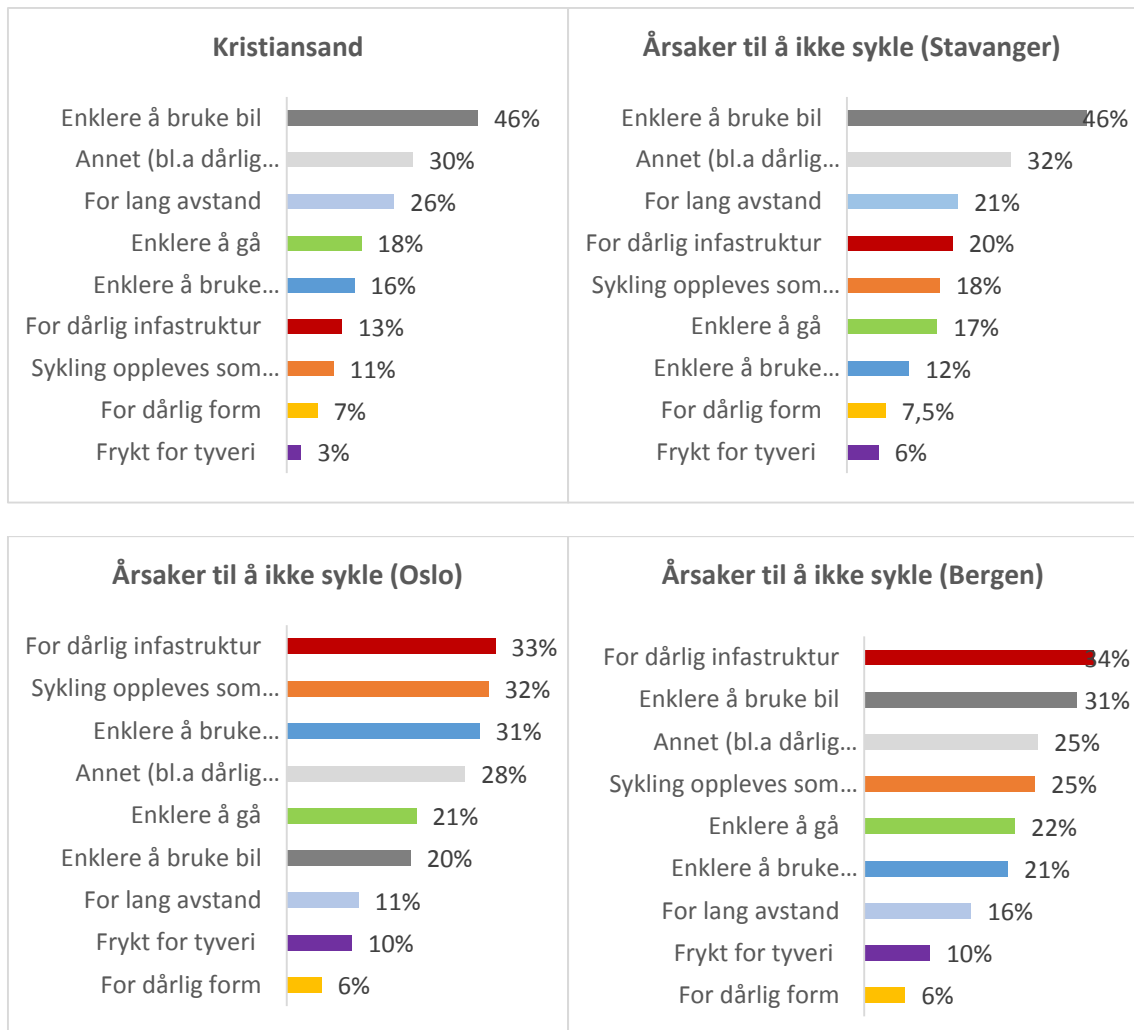 Kristiansand
Enklere å bruke bil 46%
Annet (bl.a dårlig... 30%
For lang avstand 26%
Enklere å gå 18%
Enklere å bruke... 16%
For dårlig infastruktur 13%
Sykling oppleves som... 11%
For dårlig form 7%
Frykt for tyveri 3%
Årsaker til å ikke sykle (Stavanger)
Enklere å bruke bil 46%
Annet (bl.a dårlig... 32%
For lang avstand 21%
For dårlig infastruktur 20%
Sykling oppleves som... 18%
Enklere å gå 17%
Enklere å bruke... 12%
For dårlig form 7,5%
Frykt for tyveri 6%
Årsaker til å ikke sykle (Oslo)
For dårlig infastruktur 33%
Sykling oppleves som... 32%
Enklere å bruke... 31%
Annet (bl.a dårlig... 28%
Enklere å gå 21%
Enklere å bruke bil 20%
For lang avstand 11%
Frykt for tyveri 10%
For dårlig form 6%
Årsaker til å ikke sykle (Bergen)
For dårlig infastruktur 34%
Enklere å bruke bil 31%
Annet (bl.a dårlig... 25%
Sykling oppleves som... 25%
Enklere å gå 22%
Enklere å bruke... 21%
For lang avstand 16%
Frykt for tyveri 10%
For dårlig form 6%